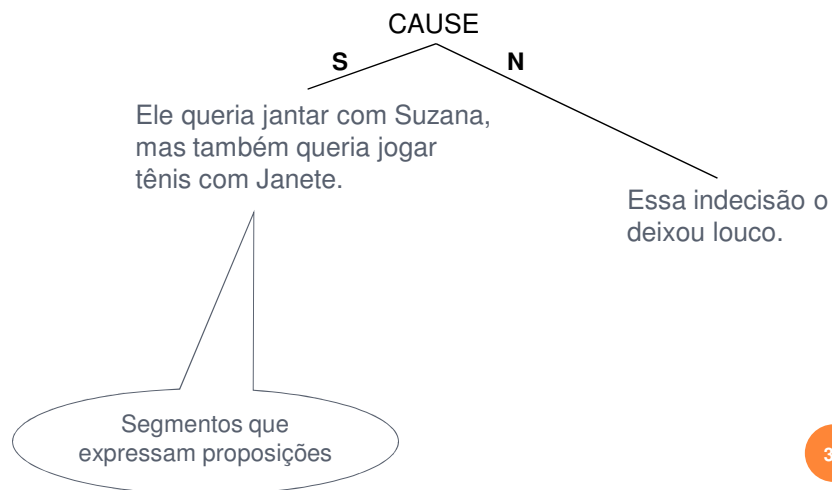 CAUSE
S
N
Ele queria jantar com Suzana,
mas também queria jogar
tênis com Janete.
Essa indecisão o
deixou louco.
Segmentos que
expressam proposições